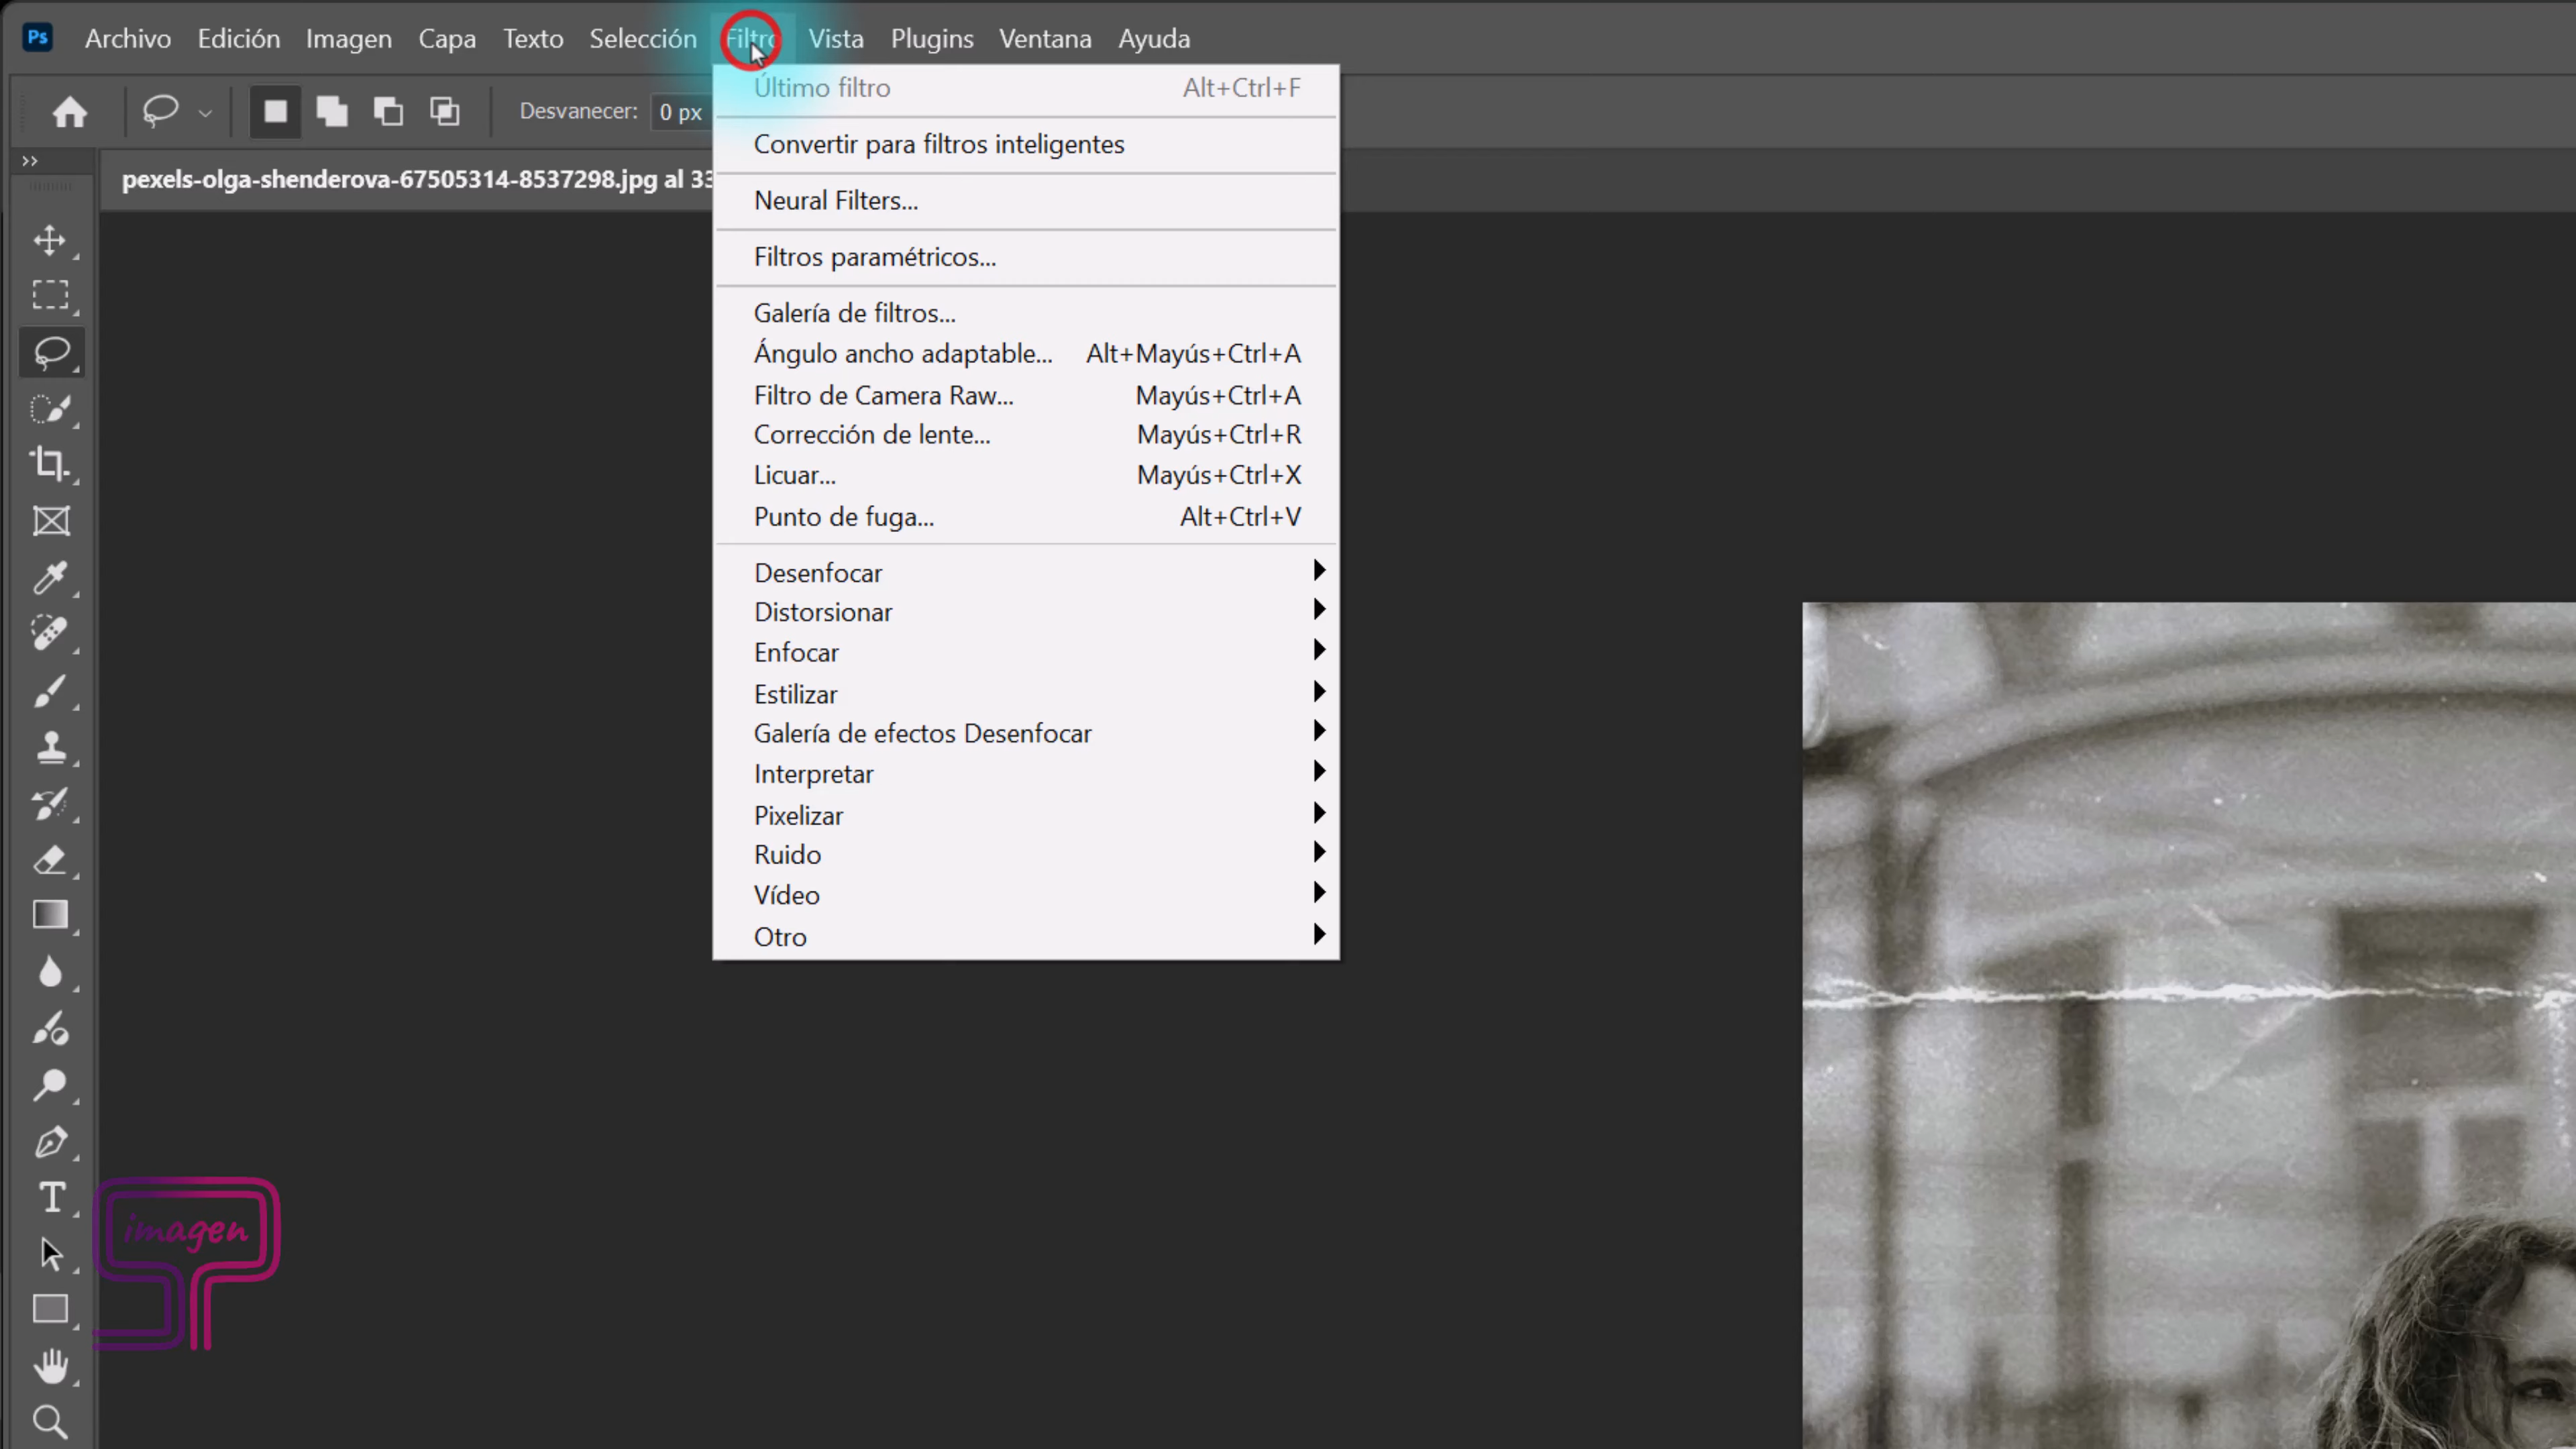 Ps Archivo Edición Imagen Capa Texto Selección Filtro Vista Plugins Ventana Ayuda
Desvanecer: 0 px
pexels-olga-shenderova-67505314-8537298.jpg al 33
Último filtro Alt+Ctrl+F
Convertir para filtros inteligentes
Neural Filters...
Filtros paramétricos...
Galería de filtros...
Ángulo ancho adaptable... Alt+Mayús+Ctrl+A
Filtro de Camera Raw... Mayús+Ctrl+A
Corrección de lente... Mayús+Ctrl+R
Licuar... Mayús+Ctrl+X
Punto de fuga... Alt+Ctrl+V
Desenfocar
Distorsionar
Enfocar
Estilizar
Galería de efectos Desenfocar
Interpretar
Pixelizar
Ruido
Vídeo
Otro
imagen